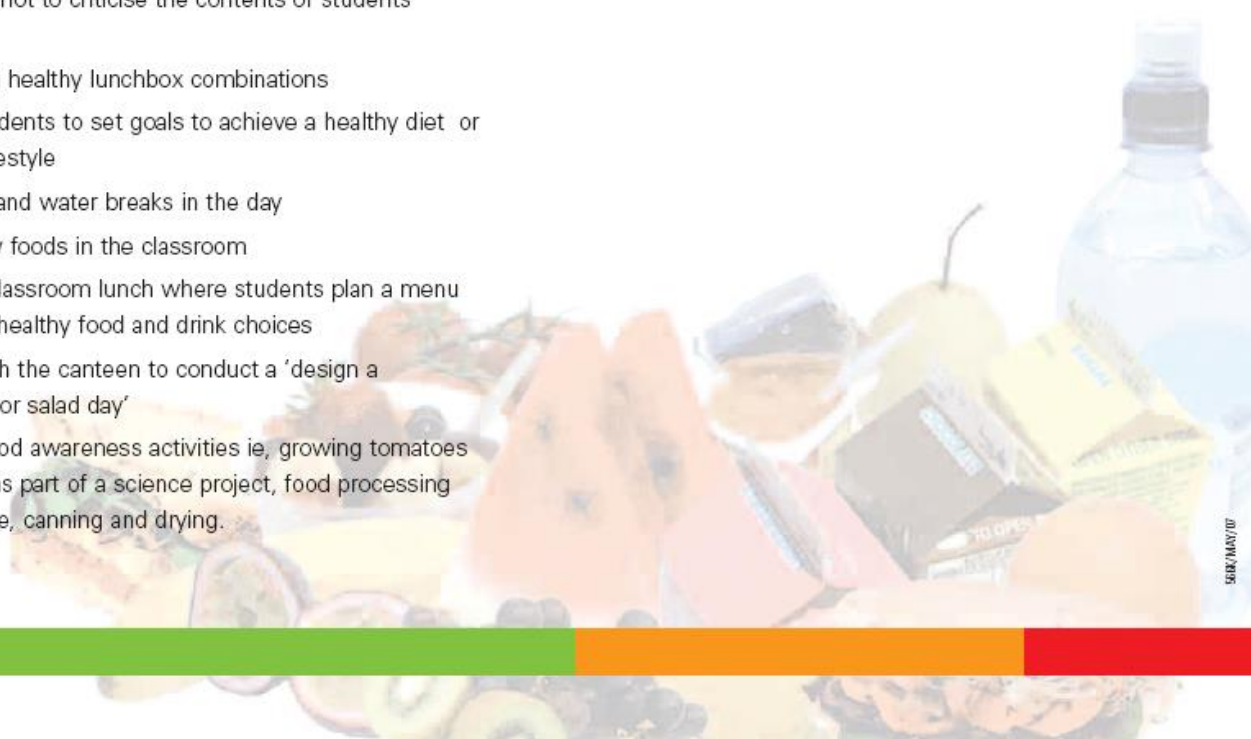 not to criticise the contents of students
healthy lunchbox combinations
dents to set goals to achieve a healthy diet or
estyle
and water breaks in the day
y foods in the classroom
lassroom lunch where students plan a menu
healthy food and drink choices
h the canteen to conduct a ‘design a
or salad day’
od awareness activities ie, growing tomatoes
as part of a science project, food processing
e, canning and drying.
TO OPEN